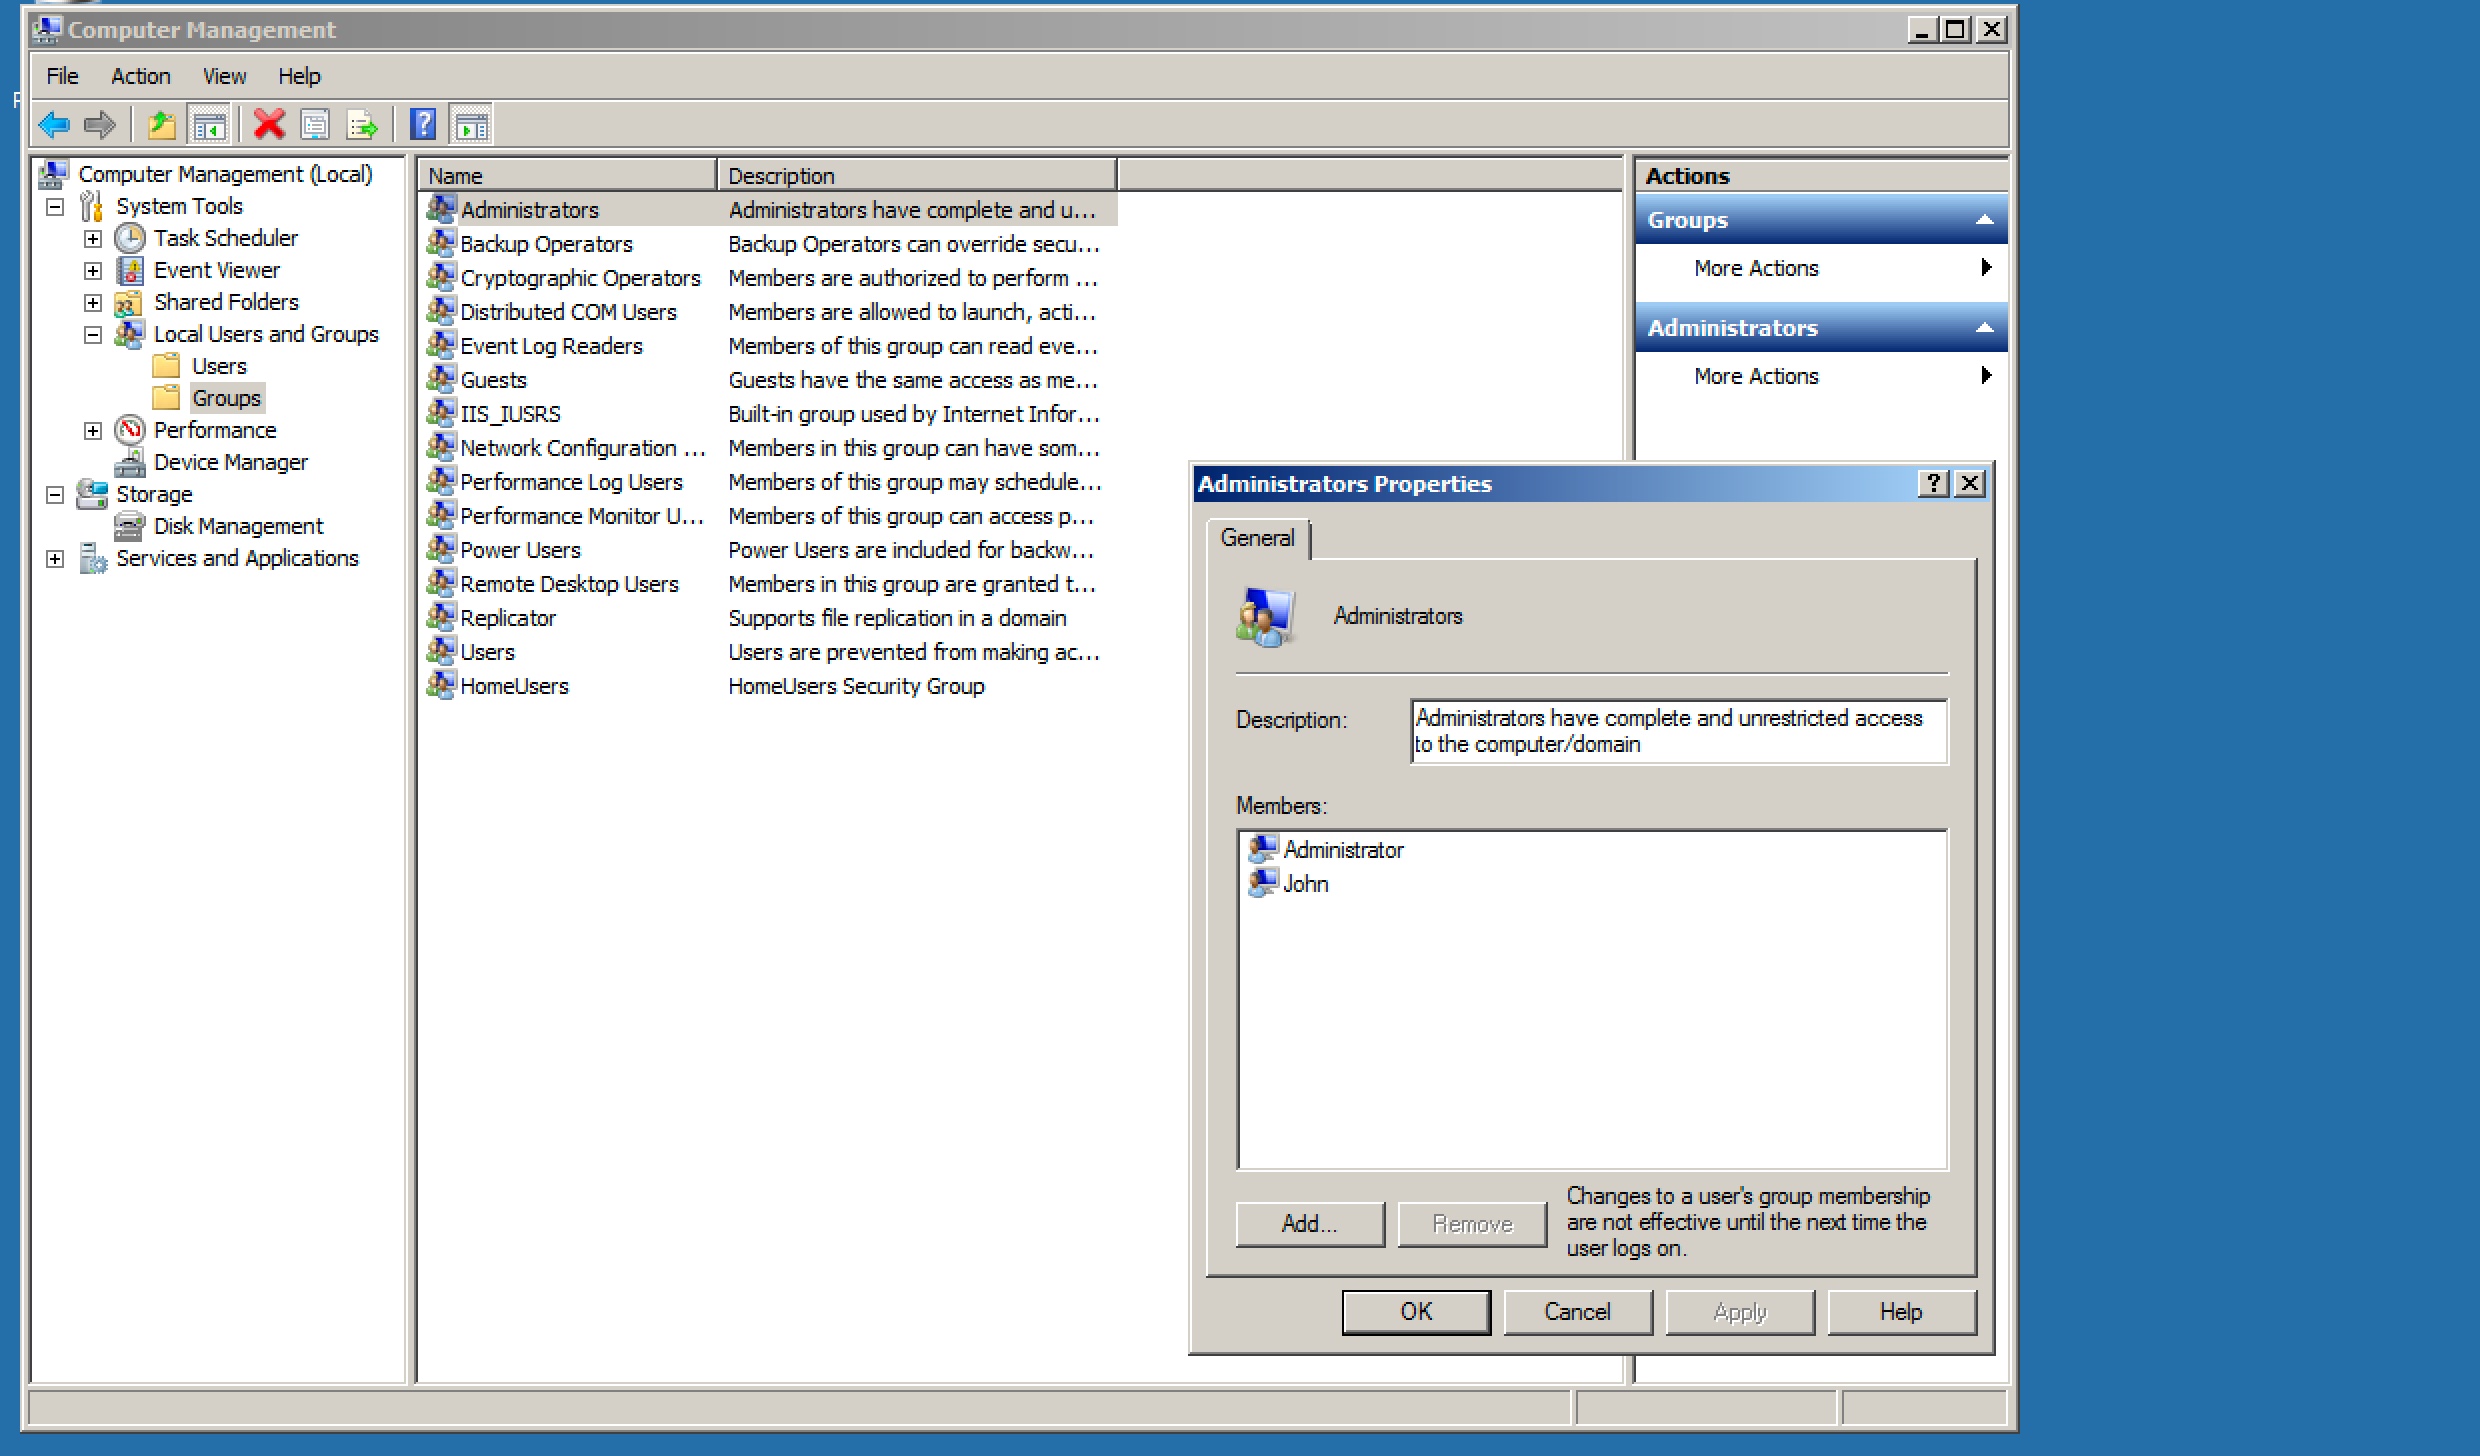 Computer Management
File Action View Help
Computer Management (Local)
System Tools
Task Scheduler
Event Viewer
Shared Folders
Local Users and Groups
Users
Groups
Performance
Device Manager
Storage
Disk Management
Services and Applications
Name Description
Administrators Administrators have complete and u...
Backup Operators Backup Operators can override secu...
Cryptographic Operators Members are authorized to perform ...
Distributed COM Users Members are allowed to launch, acti...
Event Log Readers Members of this group can read eve...
Guests Guests have the same access as me...
IIS_IUSRS Built-in group used by Internet Infor...
Network Configuration ... Members in this group can have som...
Performance Log Users Members of this group may schedule...
Performance Monitor U... Members of this group can access p...
Power Users Power Users are included for backw...
Remote Desktop Users Members in this group are granted t...
Replicator Supports file replication in a domain
Users Users are prevented from making ac...
HomeUsers HomeUsers Security Group
Actions
Groups
More Actions
Administrators
More Actions
Administrators Properties
General
Administrators
Description: Administrators have complete and unrestricted access
to the computer/domain
Members:
Administrator
John
Add... Remove
Changes to a user's group membership
are not effective until the next time the
user logs on.
OK Cancel Apply Help